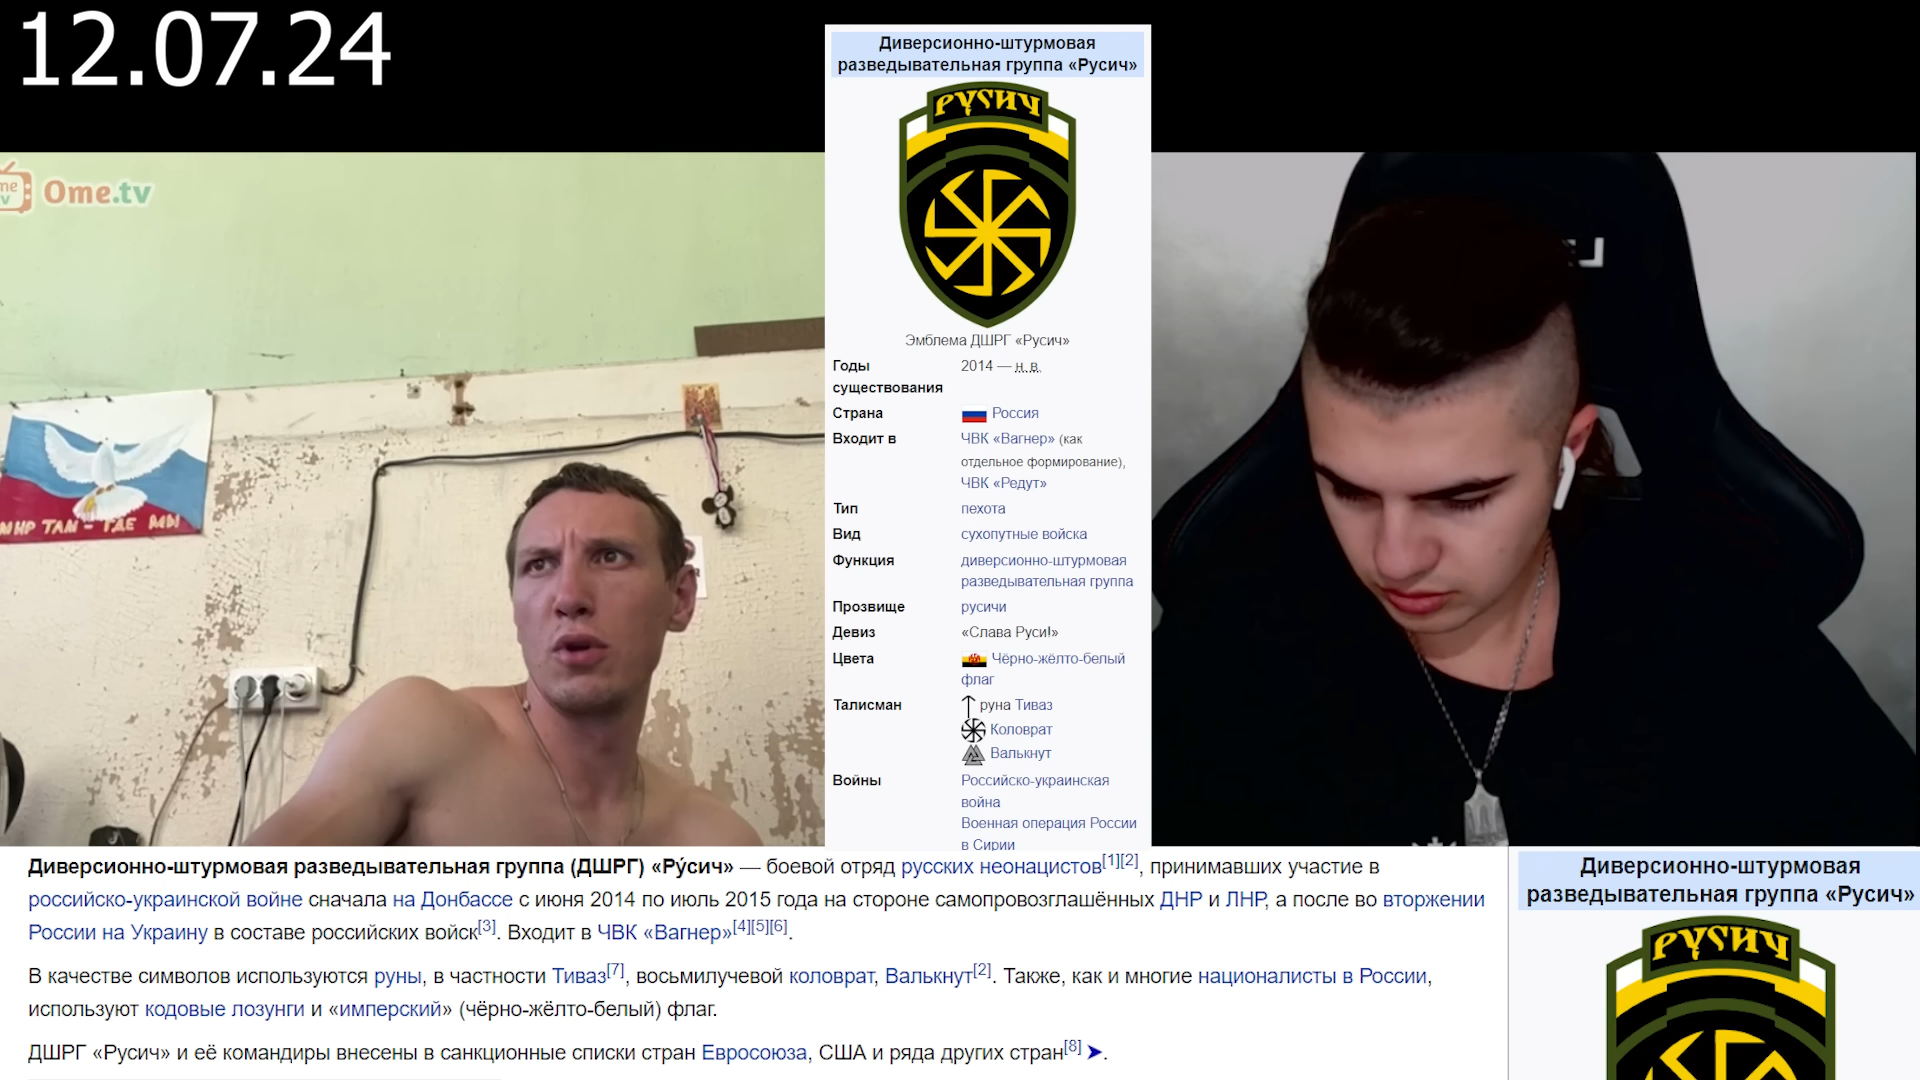 12.07.24
Ome.tv
МИР ТАМ - ГДЕ МЫ
Диверсионно-штурмовая
разведывательная группа «Русич»
РУСИЧ
Эмблема ДШРГ «Русич»
Годы 2014 — н. в.
существования
Страна Россия
Входит в ЧВК «Вагнер» (как
отдельное формирование),
ЧВК «Редут»
Тип пехота
Вид сухопутные войска
Функция диверсионно-штурмовая
разведывательная группа
Прозвище русичи
Девиз «Слава Руси!»
Цвета Чёрно-жёлто-белый
флаг
Талисман руна Тиваз
Коловрат
Валькнут
Войны Российско-украинская
война
Военная операция России
в Сирии
Диверсионно-штурмовая разведывательная группа (ДШРГ) «Ру́сич» — боевой отряд русских неонацистов[1][2], принимавших участие в
российско-украинской войне сначала на Донбассе с июня 2014 по июль 2015 года на стороне самопровозглашённых ДНР и ЛНР, а после во вторжении
России на Украину в составе российских войск[3]. Входит в ЧВК «Вагнер»[4][5][6].
В качестве символов используются руны, в частности Тиваз[7], восьмилучевой коловрат, Валькнут[2]. Также, как и многие националисты в России,
используют кодовые лозунги и «имперский» (чёрно-жёлто-белый) флаг.
ДШРГ «Русич» и её командиры внесены в санкционные списки стран Евросоюза, США и ряда других стран[8] ➤.
Диверсионно-штурмовая
разведывательная группа «Русич»
РУСИЧ